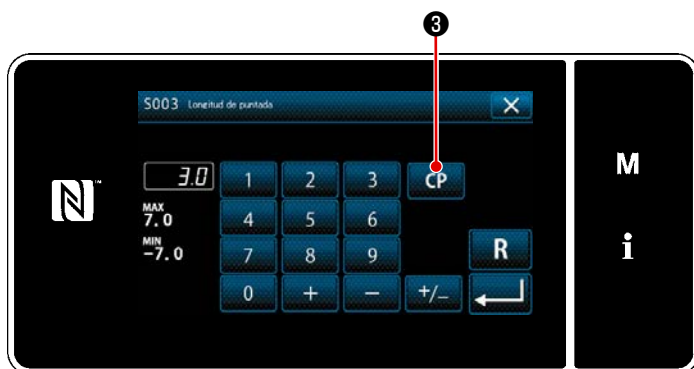 ❸
S003 Longitud de puntada
3.0 1 2 3 CP
MAX
7.0 4 5 6
MIN
-7.0 7 8 9 R
0 + − +/−
N™
M
i